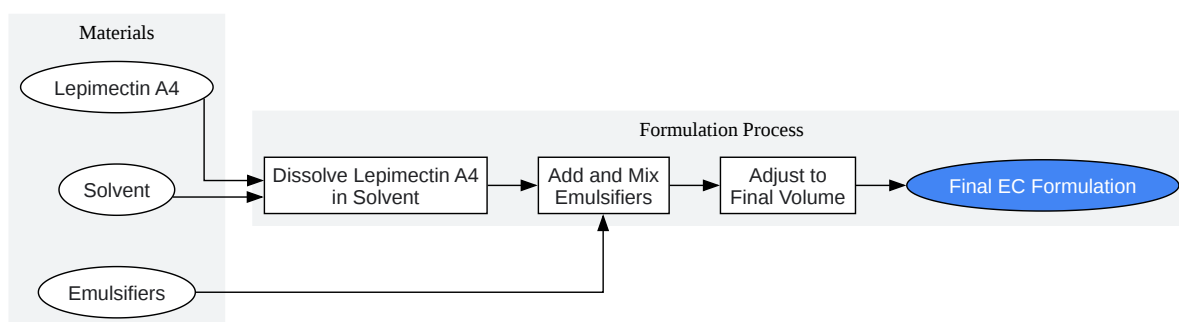 Materials
Lepimectin A4
Solvent
Emulsifiers
Formulation Process
Dissolve Lepimectin A4
in Solvent
Add and Mix
Emulsifiers
Adjust to
Final Volume
Final EC Formulation